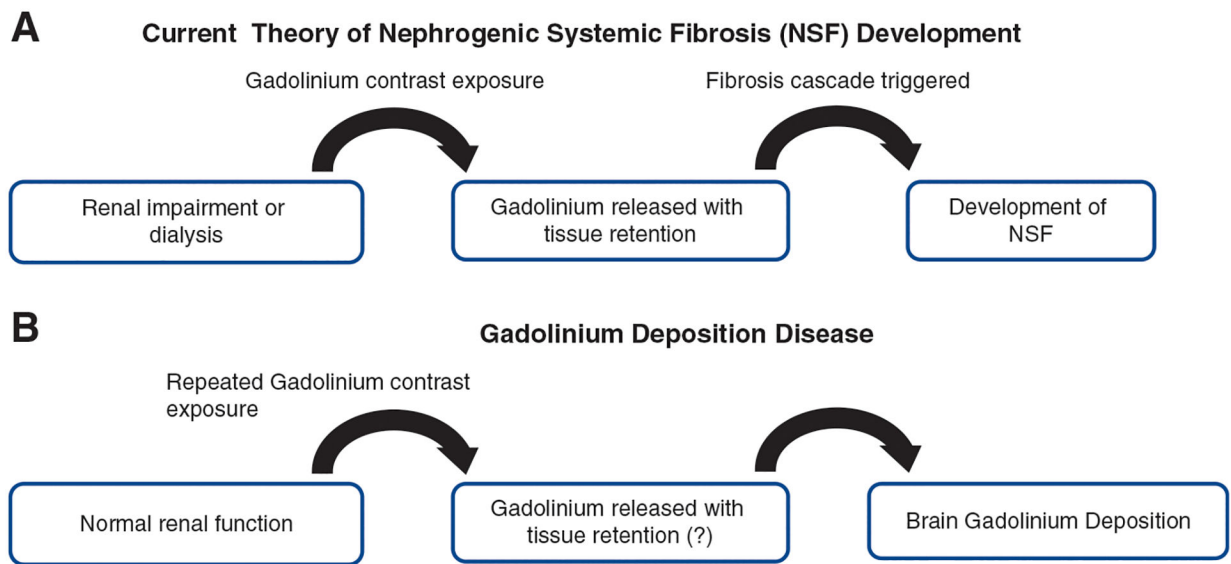 A
Current Theory of Nephrogenic Systemic Fibrosis (NSF) Development
Gadolinium contrast exposure
Fibrosis cascade triggered
Renal impairment or
dialysis
Gadolinium released with
tissue retention
Development of
NSF
B
Gadolinium Deposition Disease
Repeated Gadolinium contrast
exposure
Normal renal function
Gadolinium released with
tissue retention (?)
Brain Gadolinium Deposition